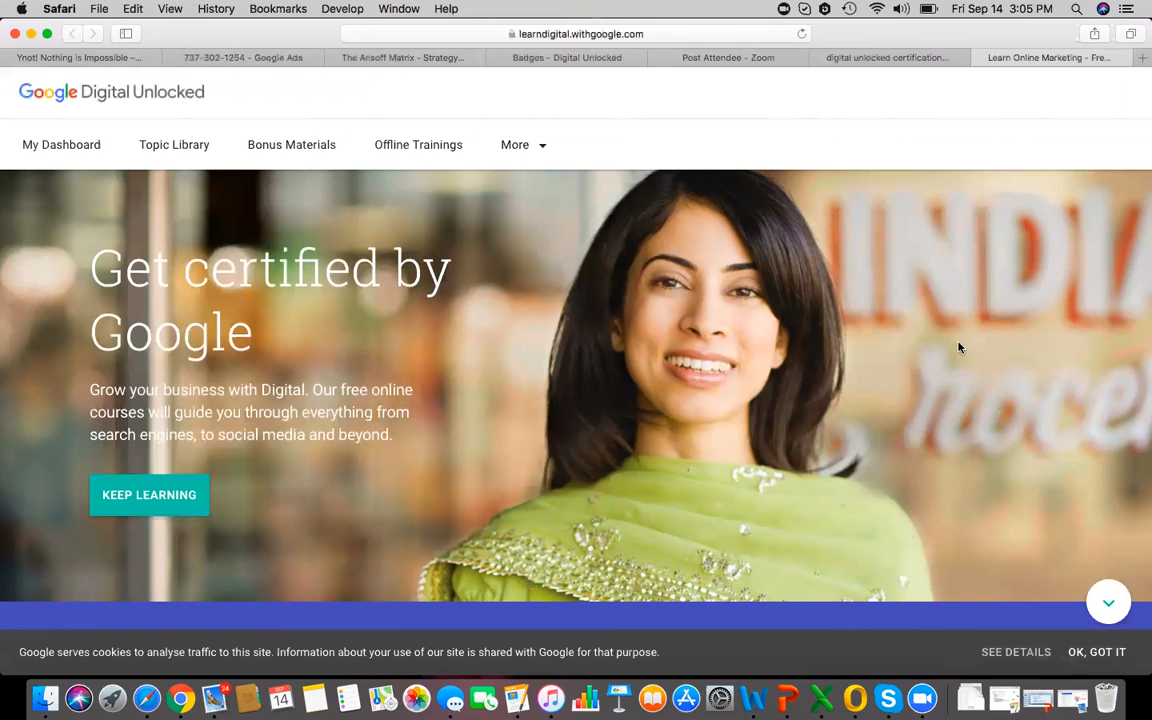 Safari File Edit View History Bookmarks Develop Window Help Fri Sep 14 3:05 PM
learndigital.withgoogle.com
Ynot! Nothing is Impossible –... 737-302-1254 - Google Ads The Ansoff Matrix - Strategy... Badges - Digital Unlocked Post Attendee - Zoom digital unlocked certification... Learn Online Marketing - Fre...
Google Digital Unlocked
My Dashboard Topic Library Bonus Materials Offline Trainings More
Get certified by
Google
Grow your business with Digital. Our free online
courses will guide you through everything from
search engines, to social media and beyond.
KEEP LEARNING
INDIA
rocer
Google serves cookies to analyse traffic to this site. Information about your use of our site is shared with Google for that purpose. SEE DETAILS OK, GOT IT
24
SEP
14